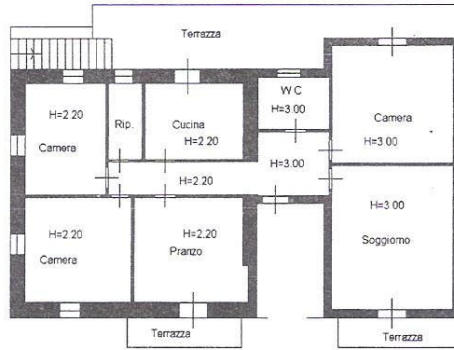 Terrazza
W C
H=3.00
H=2.20
Camera
Rip.
Cucina
H=2.20
Camera
H=3.00
H=2.20
H=3.00
H=2.20
Camera
H=2.20
Pranzo
H=3.00
Soggiorno
Terrazza
Terrazza